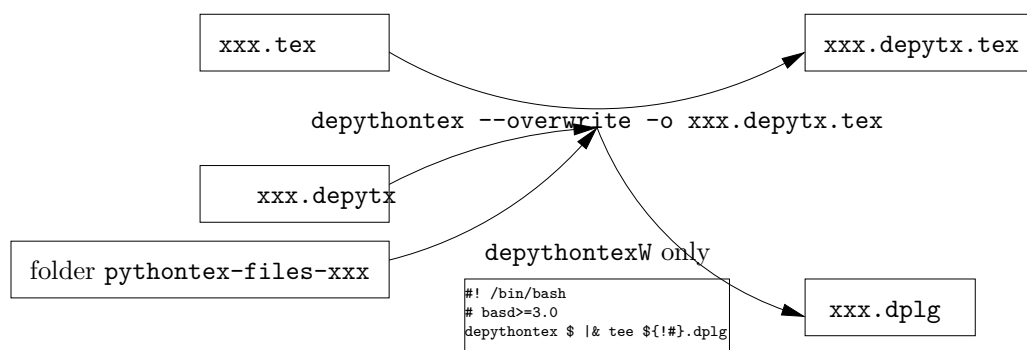 xxx.tex
xxx.depytx.tex
depythontex --overwrite -o xxx.depytx.tex
xxx.depytx
folder pythontex-files-xxx
depythontexW only
#! /bin/bash
# basd>=3.0
depythontex $ |& tee ${!#}.dplg
xxx.dplg